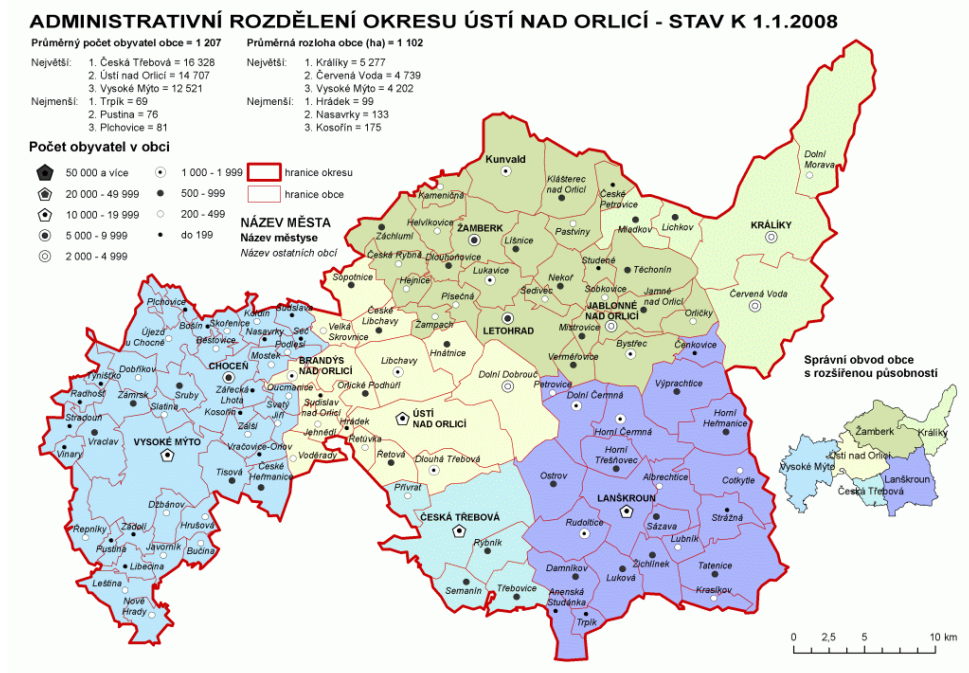 ADMINISTRATIVNÍ ROZDĚLENÍ OKRESU ÚSTÍ NAD ORLICÍ - STAV K 1.1.2008
Průměrný počet obyvatel obce = 1 207
Průměrná rozloha obce (ha) = 1 102
Největší: 1. Česká Třebová = 16 328
2. Ústí nad Orlicí = 14 707
3. Vysoké Mýto = 12 521
Nejmenší: 1. Trpík = 69
2. Pustina = 76
3. Plchovice = 81
Největší: 1. Králíky = 5 277
2. Červená Voda = 4 739
3. Vysoké Mýto = 4 202
Nejmenší: 1. Hrádek = 99
2. Nasavrky = 133
3. Kosořín = 175
Počet obyvatel v obci
50 000 a více
20 000 - 49 999
10 000 - 19 999
5 000 - 9 999
2 000 - 4 999
1 000 - 1 999
500 - 999
200 - 499
do 199
hranice okresu
hranice obce
NÁZEV MĚSTA
Název městyse
Název ostatních obcí
Dolní
Morava
KRÁLÍKY
Červená Voda
Lichkov
Mladkov
České
Petrovice
Kunvald
Klášterec
nad Orlicí
Kameničná
Helvíkovice
ŽAMBERK
Záchlumí
Líšnice
Pastviny
Česká Rybná
Dlouhoňovice
Studené
Těchonín
Lukavice
Nekoř
Sopotnice
Hejnice
Sobkovice
Jamné
nad Orlicí
Písečná
Šedivec
JABLONNÉ
NAD ORLICÍ
Orličky
České
Libchavy
Žampach
LETOHRAD
Mistrovice
Bystřec
Čenkovice
Velká
Skrovnice
Hnátnice
Verměřovice
Plchovice
Bošín
Skořenice
Koldín
Sudslava
Újezd
u Chocně
Běstovice
Nasavrky
Seč
Podlesí
Mostek
BRANDÝS
NAD ORLICÍ
Libchavy
Dobříkov
CHOCEŇ
Týnišťko
Oucmanice
Orlické Podhůří
Dolní Dobrouč
Petrovice
Výprachtice
Radhošť
Zámrsk
Sruby
Zářecká
Lhota
Sudislav
nad Orlicí
Dolní Čermná
Slatina
Kosořín
Svatý
Jiří
Hrádek
ÚSTÍ
NAD ORLICÍ
Horní
Heřmanice
Stradouň
Zálší
Jehnědí
Horní Čermná
Vraclav
VYSOKÉ MÝTO
Vračovice-Orlov
Řetůvka
Vinary
Voděrady
Řetová
Dlouhá Třebová
Horní
Třešňovec
Tisová
České
Heřmanice
Ostrov
Albrechtice
Cotkytle
Přívrat
LANŠKROUN
Džbánov
ČESKÁ TŘEBOVÁ
Rudoltice
Sázava
Strážná
Řepníky
Zádolí
Hrušová
Rybník
Lubník
Pustina
Javorník
Bučina
Žichlínek
Tatenice
Libecina
Damníkov
Luková
Leština
Semanín
Třebovice
Anenská
Studánka
Krasíkov
Nové
Hrady
Trpík
Správní obvod obce
s rozšířenou působností
Žamberk
Králíky
Vysoké Mýto
Ústí nad Orlicí
Lanškroun
Česká Třebová
0 2,5 5 10 km